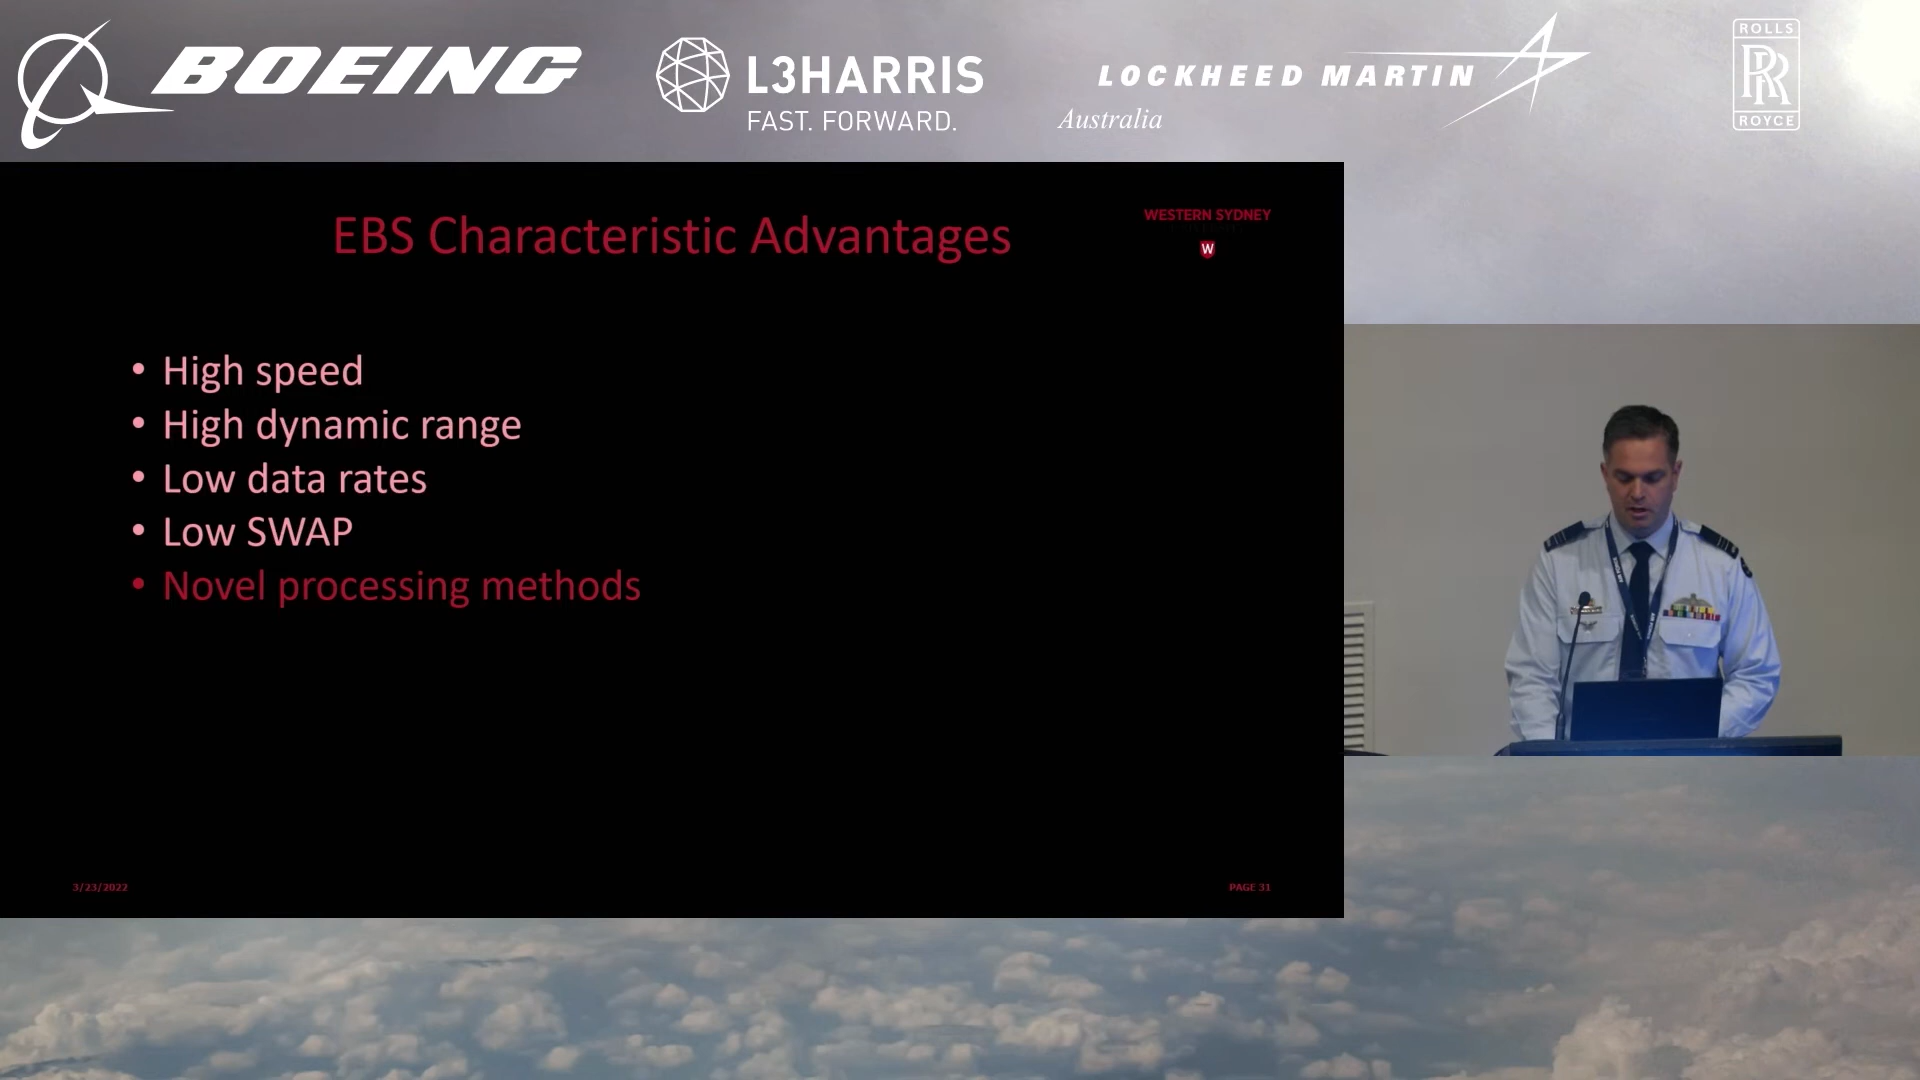 BOEING
L3HARRIS
FAST. FORWARD.
LOCKHEED MARTIN
Australia
ROLLS
RR
ROYCE
EBS Characteristic Advantages
WESTERN SYDNEY
W
• High speed
• High dynamic range
• Low data rates
• Low SWAP
• Novel processing methods
3/23/2022
PAGE 31